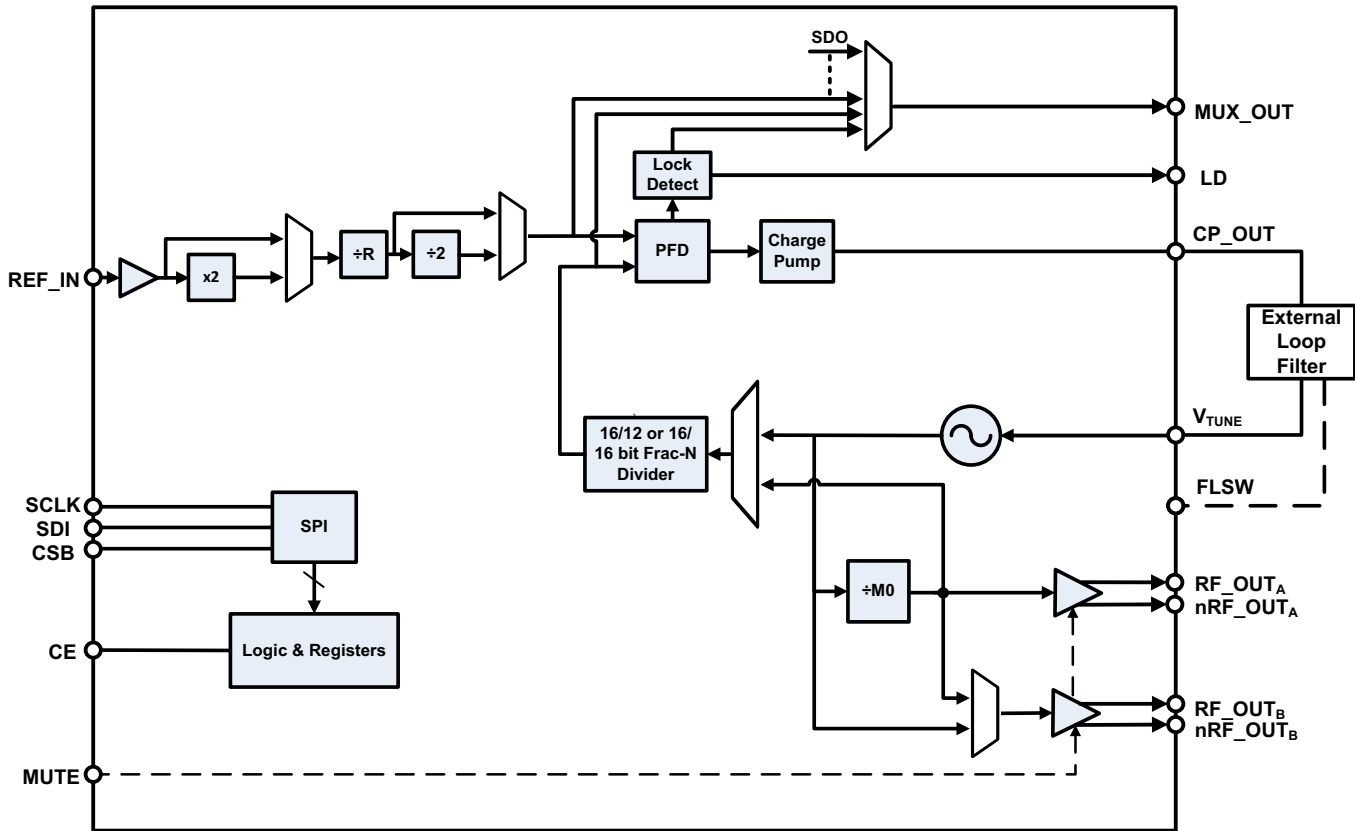 SDO
MUX_OUT
Lock
Detect
LD
CP_OUT
REF_IN
x2
÷R
÷2
PFD
Charge
Pump
External
Loop
Filter
16/12 or 16/
16 bit Frac-N
Divider
VTUNE
FLSW
SCLK
SDI
CSB
SPI
÷M0
RF_OUTA
nRF_OUTA
CE
Logic & Registers
RF_OUTB
nRF_OUTB
MUTE